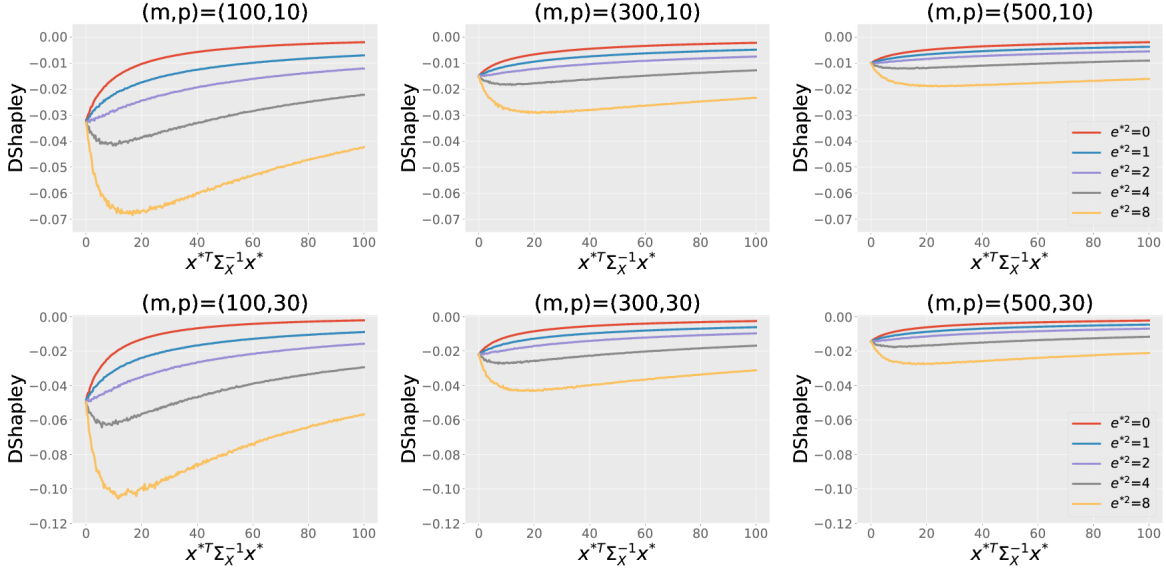 (m,p)=(100,10)
0.00
−0.01
−0.02
−0.03
−0.04
−0.05
−0.06
−0.07
DShapley
0 20 40 60 80 100
x*ᵀΣ_X⁻¹x*
(m,p)=(300,10)
0.00
−0.01
−0.02
−0.03
−0.04
−0.05
−0.06
−0.07
DShapley
0 20 40 60 80 100
x*ᵀΣ_X⁻¹x*
(m,p)=(500,10)
0.00
−0.01
−0.02
−0.03
−0.04
−0.05
−0.06
−0.07
DShapley
e*²=0
e*²=1
e*²=2
e*²=4
e*²=8
0 20 40 60 80 100
x*ᵀΣ_X⁻¹x*
(m,p)=(100,30)
0.00
−0.02
−0.04
−0.06
−0.08
−0.10
−0.12
DShapley
0 20 40 60 80 100
x*ᵀΣ_X⁻¹x*
(m,p)=(300,30)
0.00
−0.02
−0.04
−0.06
−0.08
−0.10
−0.12
DShapley
0 20 40 60 80 100
x*ᵀΣ_X⁻¹x*
(m,p)=(500,30)
0.00
−0.02
−0.04
−0.06
−0.08
−0.10
−0.12
DShapley
e*²=0
e*²=1
e*²=2
e*²=4
e*²=8
0 20 40 60 80 100
x*ᵀΣ_X⁻¹x*